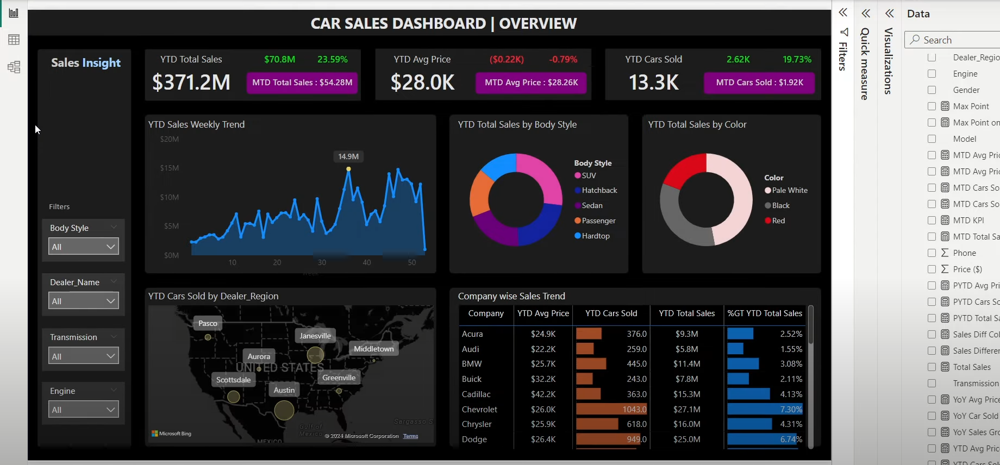 CAR SALES DASHBOARD | OVERVIEW
Sales Insight
YTD Total Sales $70.8M 23.59%
$371.2M MTD Total Sales : $54.28M
YTD Avg Price ($0.22K) -0.79%
$28.0K MTD Avg Price : $28.26K
YTD Cars Sold 2.62K 19.73%
13.3K MTD Cars Sold : $1.92K
Filters
Body Style
All
Dealer_Name
All
Transmission
All
Engine
All
YTD Sales Weekly Trend
$20M
$15M
$10M
$5M
$0M
14.9M
10 20 30 40 50
Week
YTD Total Sales by Body Style
Body Style
SUV
Hatchback
Sedan
Passenger
Hardtop
YTD Total Sales by Color
Color
Pale White
Black
Red
YTD Cars Sold by Dealer_Region
Pasco
Janesville
Middletown
Aurora
UNITED STATES
Scottsdale
Greenville
Austin
Sargasso S
Gulf of
Mexico
MEXICO
Microsoft Bing
© 2024 Microsoft Corporation Terms
Company wise Sales Trend
Company YTD Avg Price YTD Cars Sold YTD Total Sales %GT YTD Total Sales
Acura $24.9K 376.0 $9.3M 2.52%
Audi $22.2K 259.0 $5.8M 1.55%
BMW $25.7K 445.0 $11.4M 3.08%
Buick $32.2K 243.0 $7.8M 2.11%
Cadillac $42.2K 363.0 $15.3M 4.13%
Chevrolet $26.0K 1043.0 $27.1M 7.30%
Chrysler $25.9K 618.0 $16.0M 4.31%
Dodge $26.4K 949.0 $25.0M 6.74%
Filters
Quick measure
Visualizations
Data
Search
Dealer_Regio
Engine
Gender
Max Point
Max Point on
Model
MTD Avg Pric
MTD Avg Pric
MTD Cars So
MTD Cars So
MTD KPI
MTD Total Sa
Phone
Price ($)
PYTD Avg Pri
PYTD Cars So
PYTD Total Sa
Sales Diff Col
Sales Differen
Total Sales
Transmission
YoY Avg Price
YoY Car Sold
YoY Sales Gro
YTD Avg Pric
YTD Cars Sol